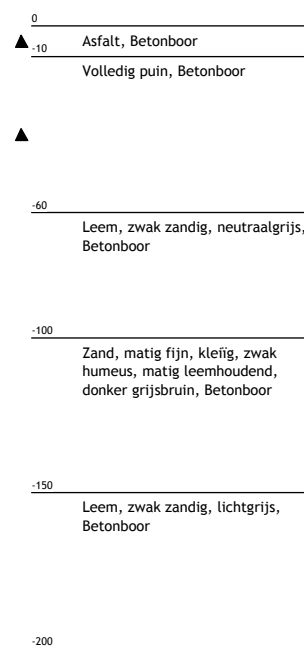 0
Asfalt, Betonboor
-10
Volledig puin, Betonboor
-60
Leem, zwak zandig, neutraalgrijs,
Betonboor
-100
Zand, matig fijn, kleiïg, zwak
humeus, matig leemhoudend,
donker grijsbruin, Betonboor
-150
Leem, zwak zandig, lichtgrijs,
Betonboor
-200